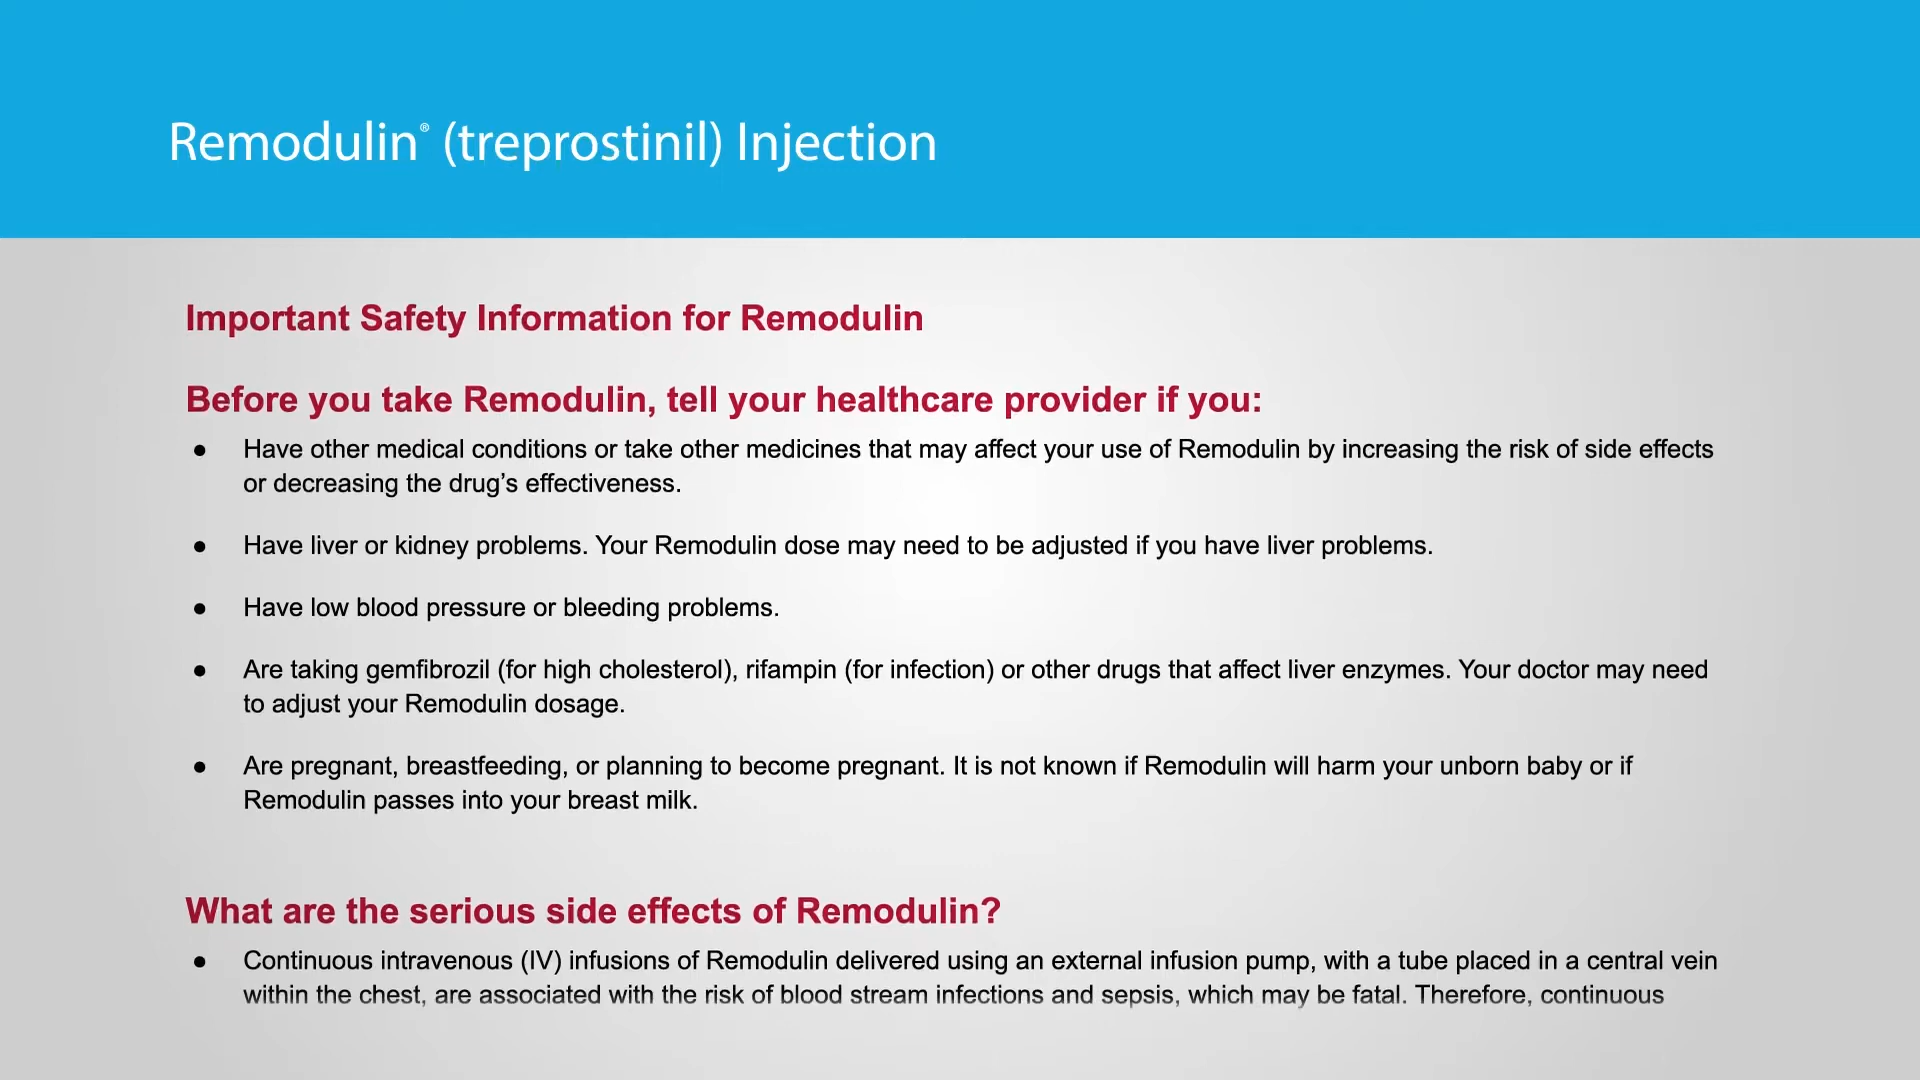 Remodulin® (treprostinil) Injection
Important Safety Information for Remodulin
Before you take Remodulin, tell your healthcare provider if you:
● Have other medical conditions or take other medicines that may affect your use of Remodulin by increasing the risk of side effects
or decreasing the drug’s effectiveness.
● Have liver or kidney problems. Your Remodulin dose may need to be adjusted if you have liver problems.
● Have low blood pressure or bleeding problems.
● Are taking gemfibrozil (for high cholesterol), rifampin (for infection) or other drugs that affect liver enzymes. Your doctor may need
to adjust your Remodulin dosage.
● Are pregnant, breastfeeding, or planning to become pregnant. It is not known if Remodulin will harm your unborn baby or if
Remodulin passes into your breast milk.
What are the serious side effects of Remodulin?
● Continuous intravenous (IV) infusions of Remodulin delivered using an external infusion pump, with a tube placed in a central vein
within the chest, are associated with the risk of blood stream infections and sepsis, which may be fatal. Therefore, continuous